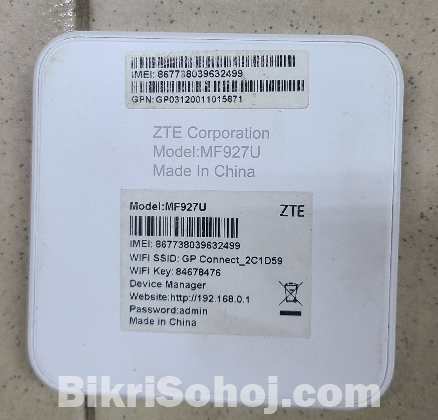 IMEI: 867738039632499
GPN: GP03120011015671
ZTE Corporation
Model:MF927U
Made In China
Model:MF927U
ZTE
IMEI: 867738039632499
WIFI SSID: GP Connect_2C1D59
WIFI Key: 84678476
Device Manager
Website:http://192.168.0.1
Password:admin
Made in China
BikriSohoj.com